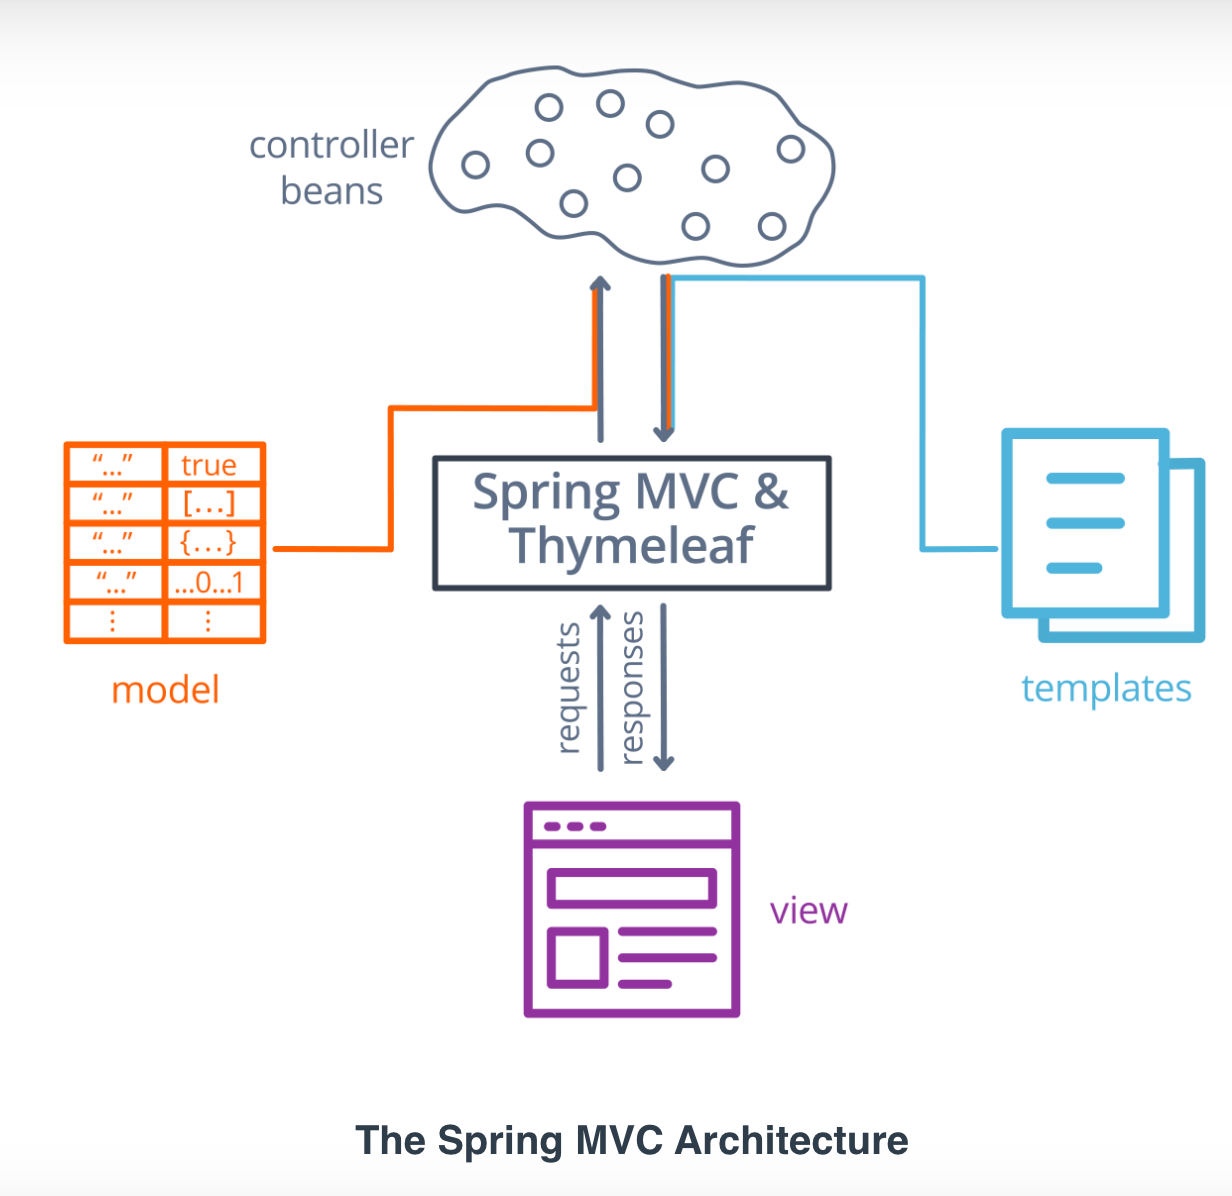 controller
beans
“...” true
“...” [...]
“...” {...}
“...” ...0...1
⋮ ⋮
model
Spring MVC &
Thymeleaf
requests
responses
templates
view
The Spring MVC Architecture